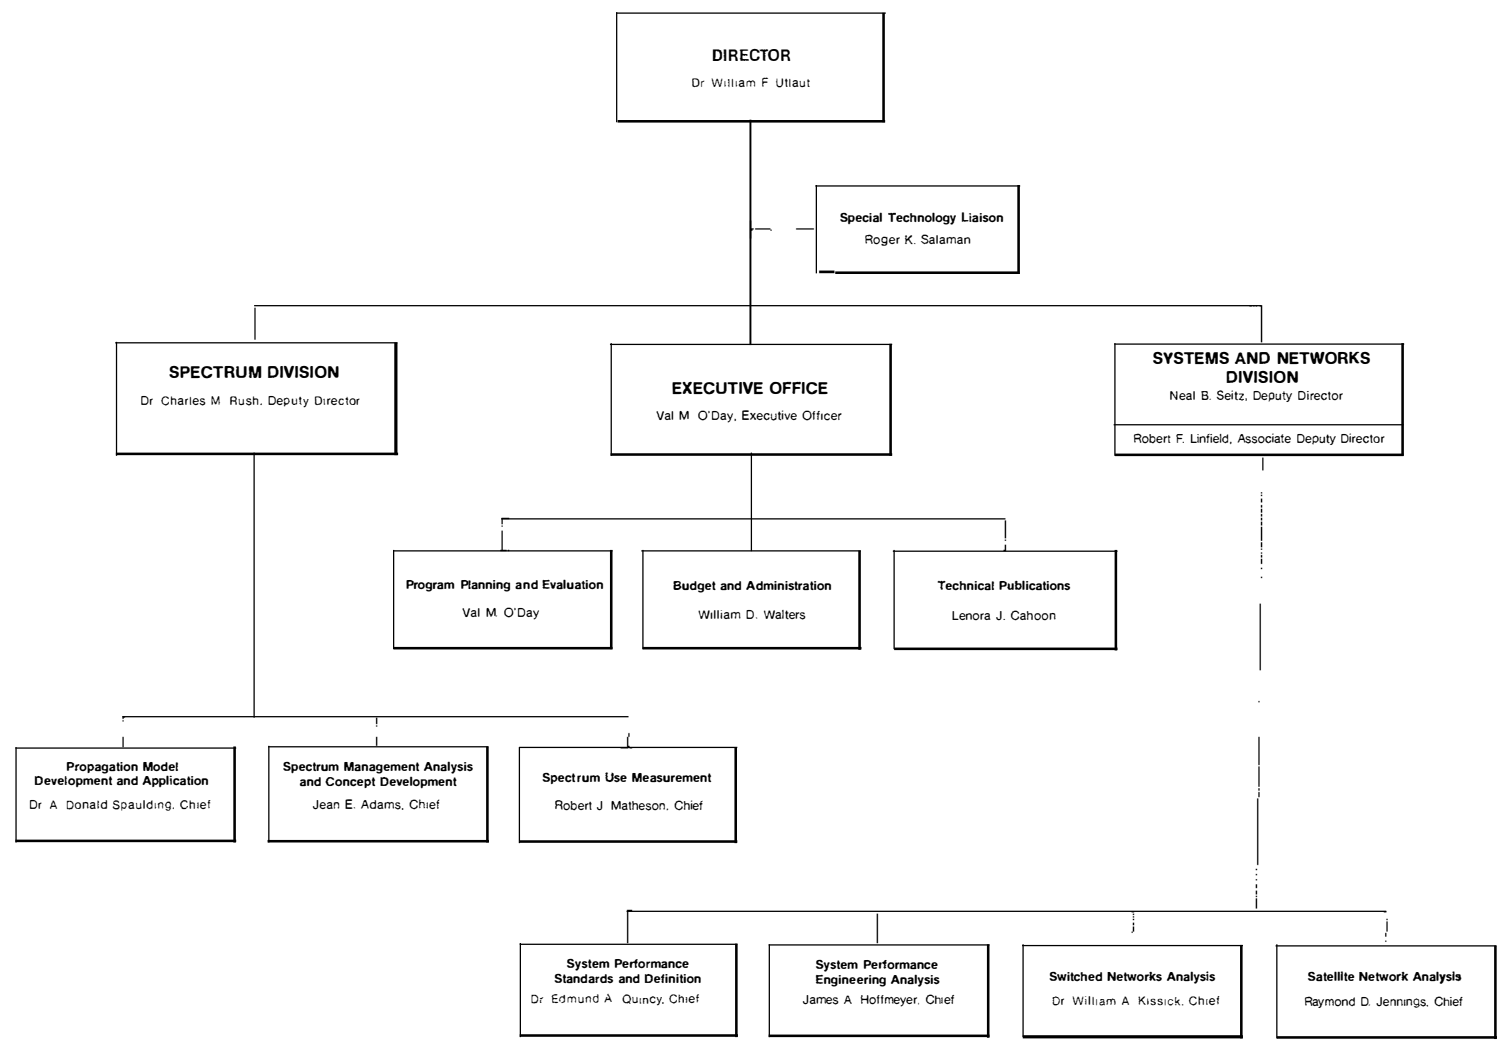 DIRECTOR
Dr William F Utlaut
Special Technology Liaison
Roger K. Salaman
SPECTRUM DIVISION
Dr Charles M Rush, Deputy Director
EXECUTIVE OFFICE
Val M O'Day, Executive Officer
SYSTEMS AND NETWORKS
DIVISION
Neal B. Seitz, Deputy Director
Robert F. Linfield, Associate Deputy Director
Program Planning and Evaluation
Val M. O'Day
Budget and Administration
William D. Walters
Technical Publications
Lenora J. Cahoon
Propagation Model
Development and Application
Dr A Donald Spaulding, Chief
Spectrum Management Analysis
and Concept Development
Jean E. Adams, Chief
Spectrum Use Measurement
Robert J Matheson, Chief
System Performance
Standards and Definition
Dr Edmund A Quincy, Chief
System Performance
Engineering Analysis
James A Hoffmeyer, Chief
Switched Networks Analysis
Dr William A Kissick, Chief
Satellite Network Analysis
Raymond D. Jennings, Chief